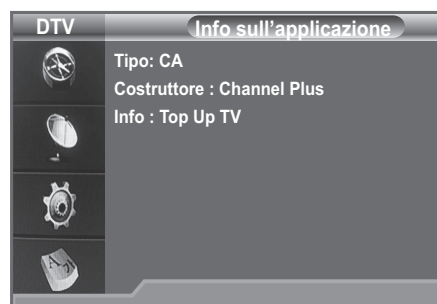 DTV
Info sull'applicazione
Tipo: CA
Costruttore : Channel Plus
Info : Top Up TV